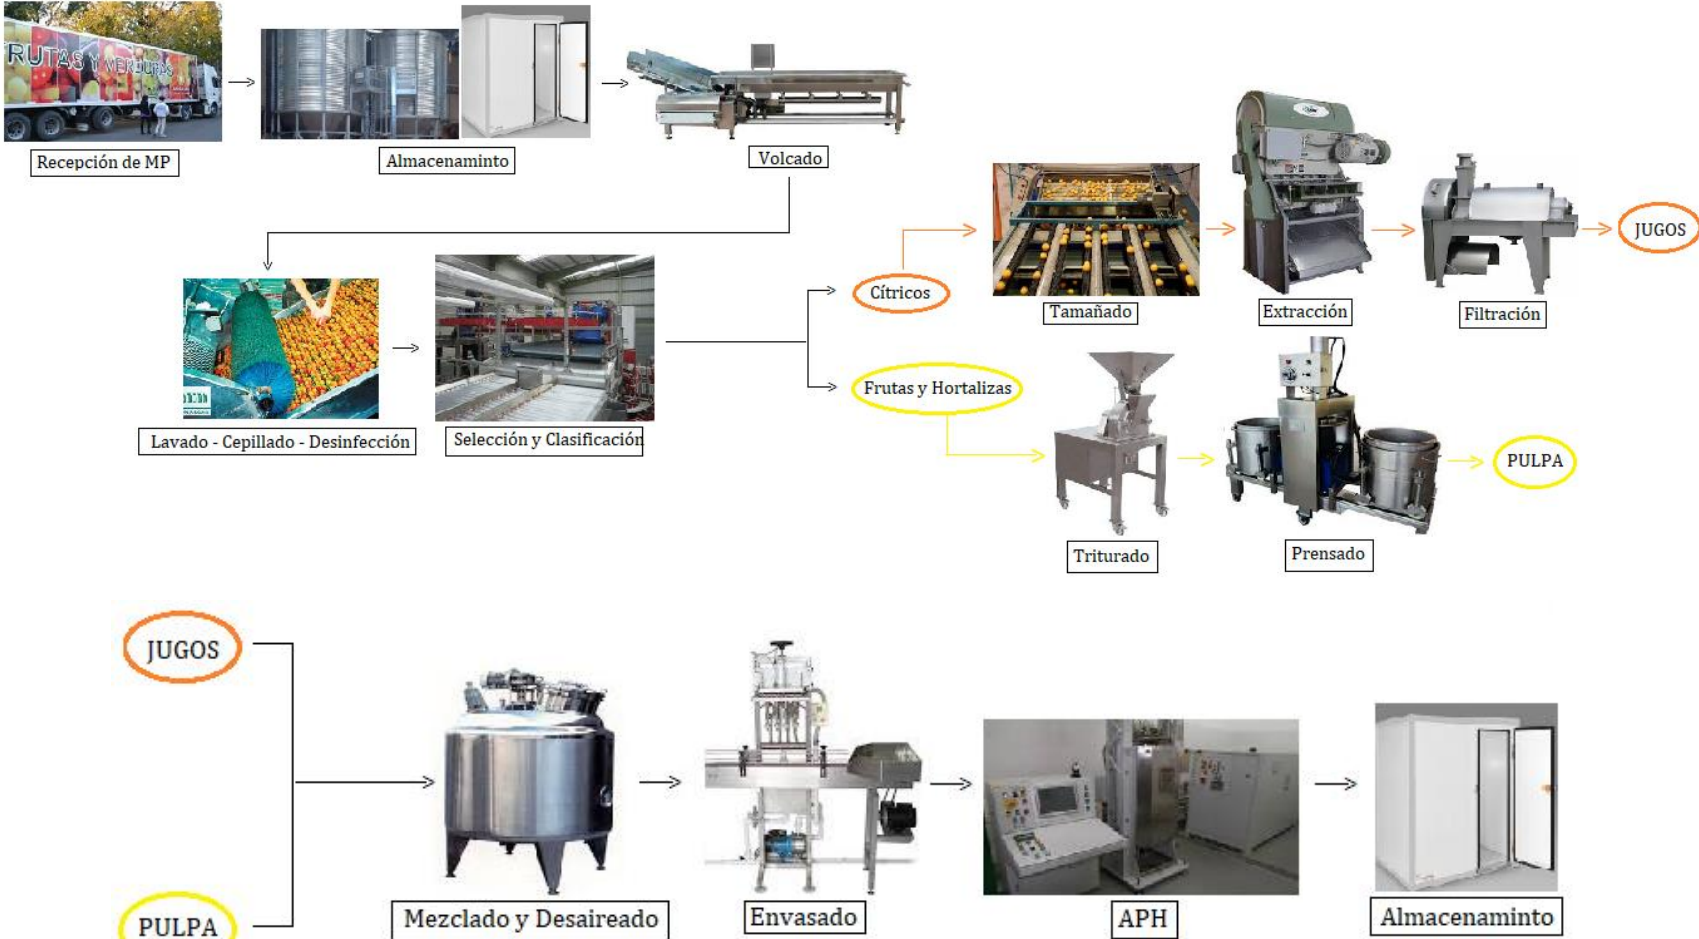 FRUTAS Y VERDURAS
Recepción de MP
Almacenaminto
Volcado
Lavado - Cepillado - Desinfección
Selección y Clasificación
Cítricos
Tamañado
Extracción
Filtración
JUGOS
Frutas y Hortalizas
Triturado
Prensado
PULPA
JUGOS
PULPA
Mezclado y Desaireado
Envasado
APH
Almacenaminto